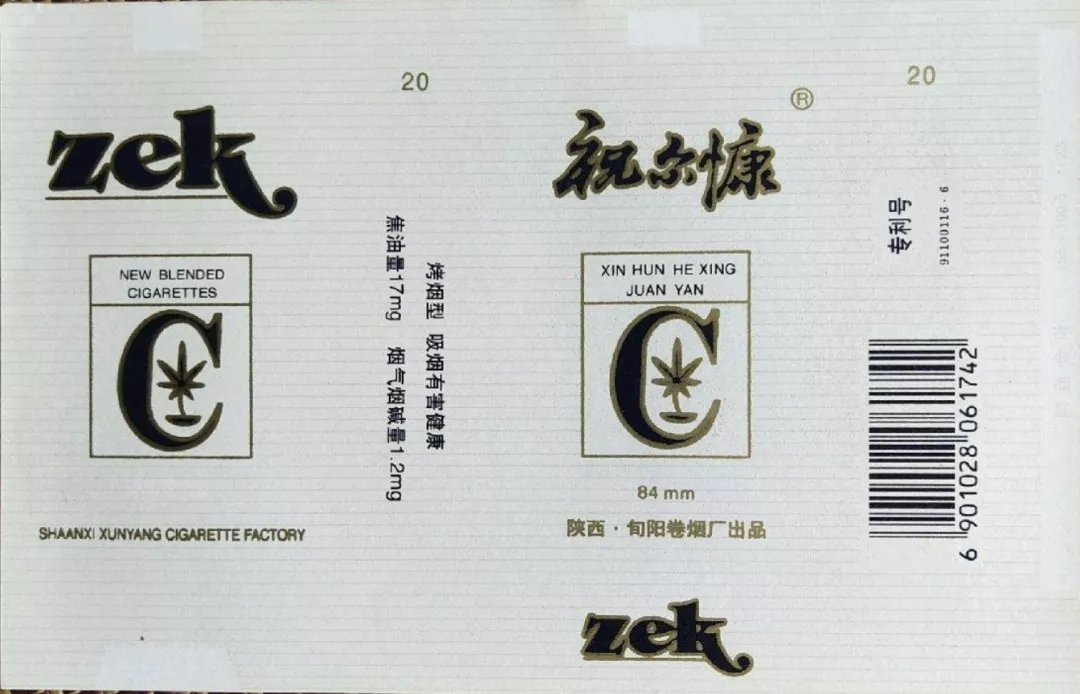 zek
NEW BLENDED
CIGARETTES
C
SHAANXI XUNYANG CIGARETTE FACTORY
20
烤烟型 吸烟有害健康
焦油量17mg 烟气烟碱量1.2mg
祝尔慷®
XIN HUN HE XING
JUAN YAN
C
84 mm
陕西·旬阳卷烟厂出品
zek
20
专利号
91100116·6
6 901028 061742